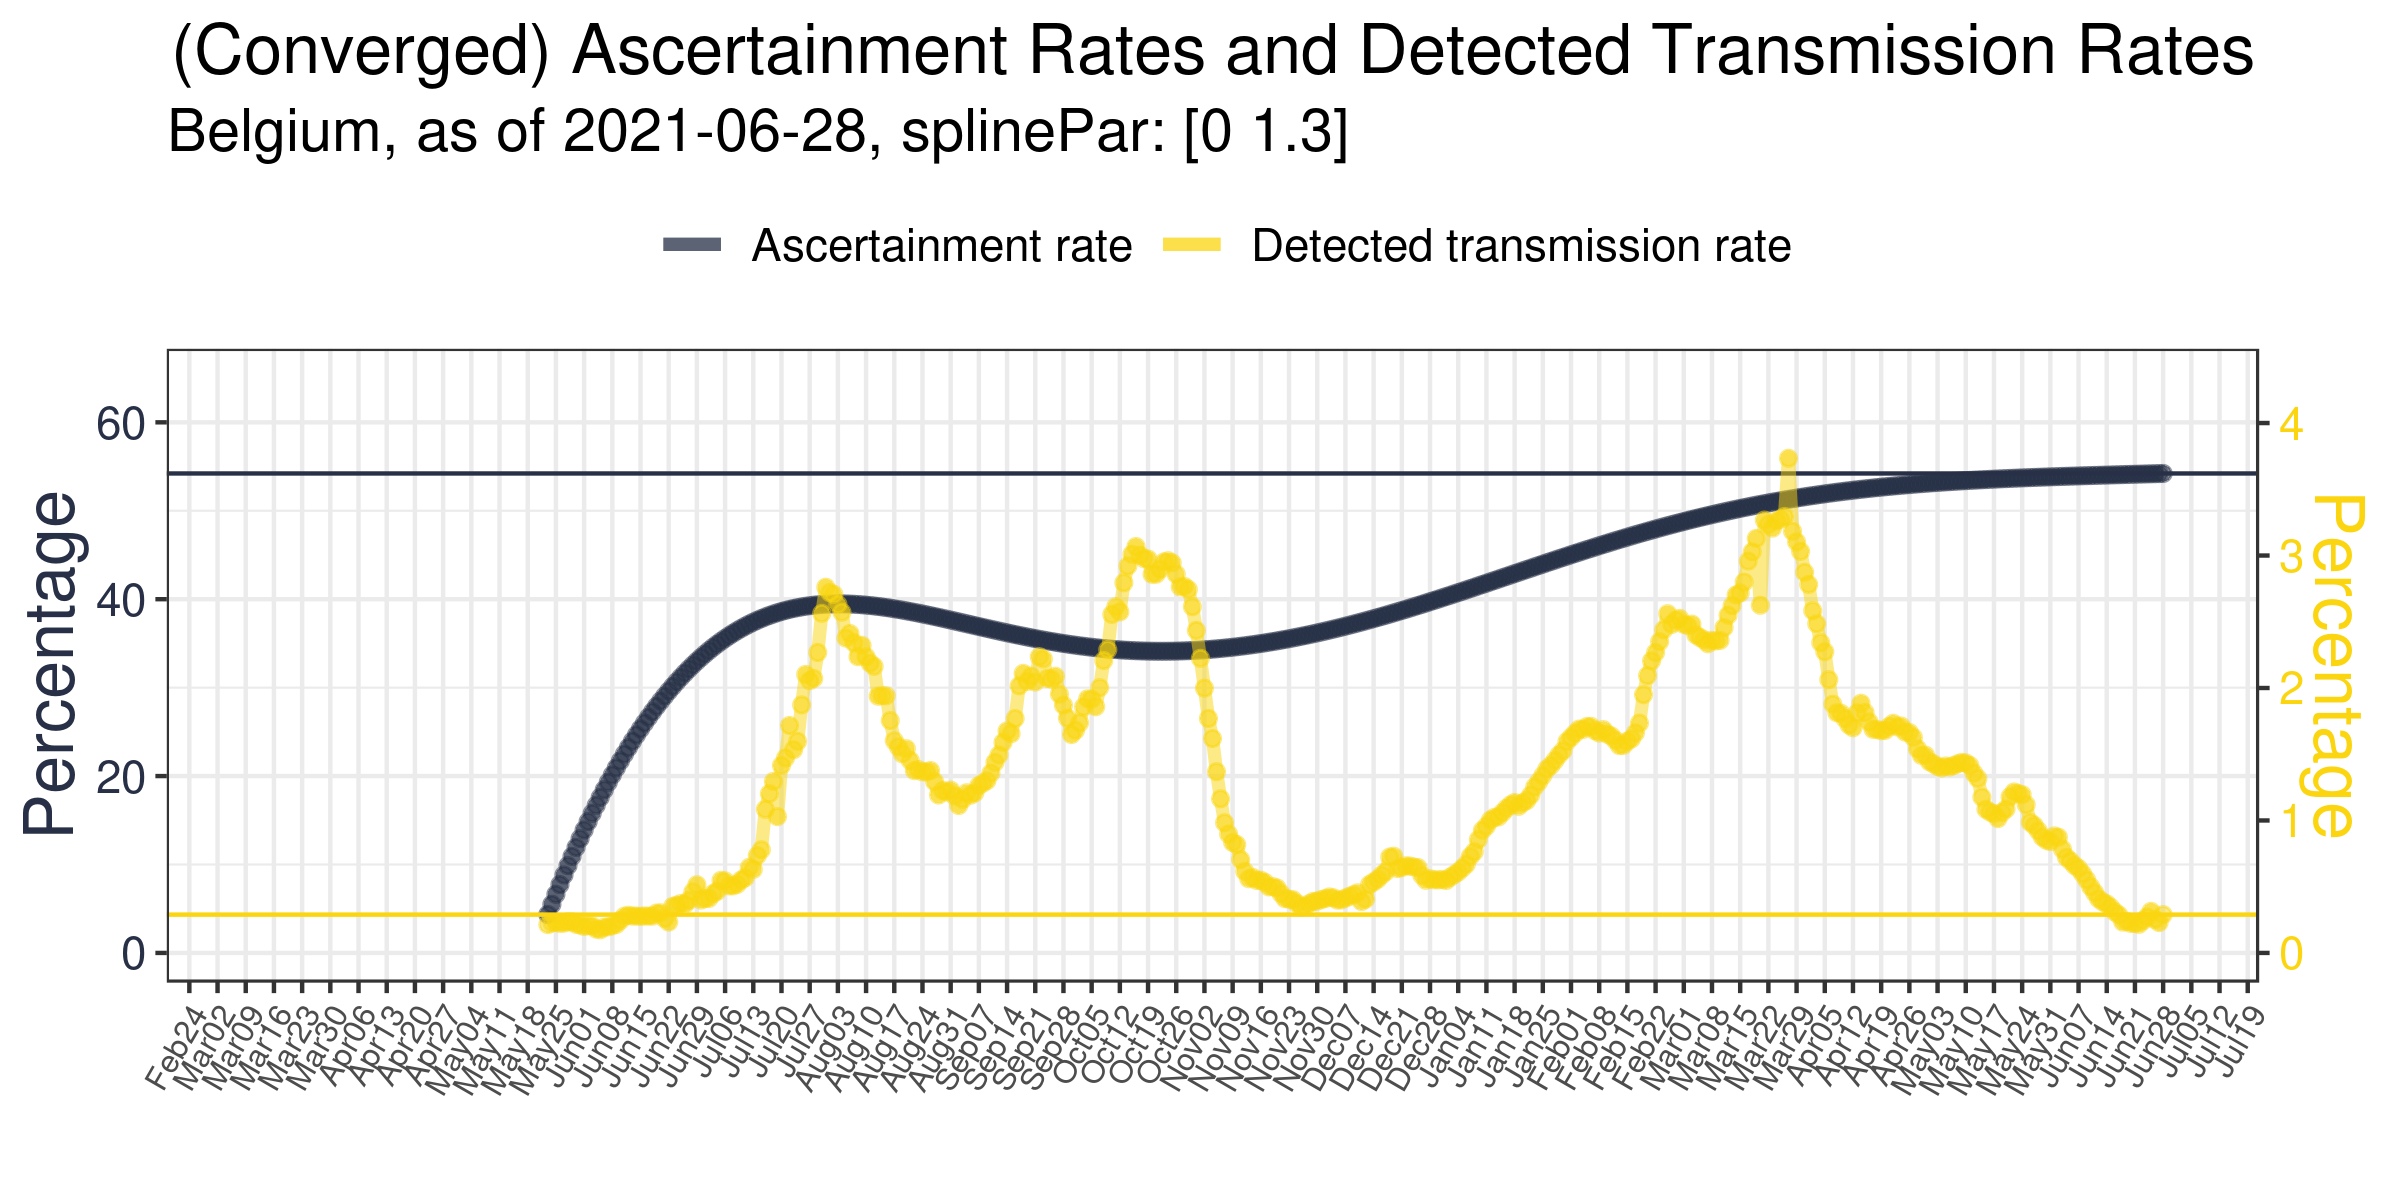 (Converged) Ascertainment Rates and Detected Transmission Rates
Belgium, as of 2021-06-28, splinePar: [0 1.3]
Ascertainment rate
Detected transmission rate
Percentage
60
40
20
0
4
3
2
1
0
Percentage
Feb24
Mar02
Mar09
Mar16
Mar23
Mar30
Apr06
Apr13
Apr20
Apr27
May04
May11
May18
May25
Jun01
Jun08
Jun15
Jun22
Jun29
Jul06
Jul13
Jul20
Jul27
Aug03
Aug10
Aug17
Aug24
Aug31
Sep07
Sep14
Sep21
Sep28
Oct05
Oct12
Oct19
Oct26
Nov02
Nov09
Nov16
Nov23
Nov30
Dec07
Dec14
Dec21
Dec28
Jan04
Jan11
Jan18
Jan25
Feb01
Feb08
Feb15
Feb22
Mar01
Mar08
Mar15
Mar22
Mar29
Apr05
Apr12
Apr19
Apr26
May03
May10
May17
May24
May31
Jun07
Jun14
Jun21
Jun28
Jul05
Jul12
Jul19